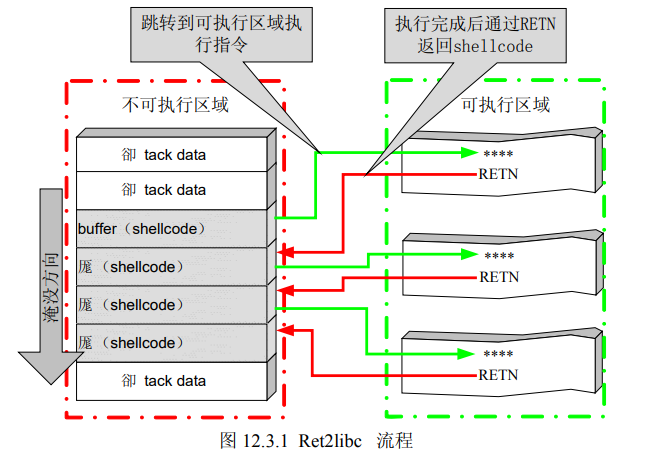 跳转到可执行区域执
行指令
执行完成后通过RETN
返回shellcode
不可执行区域
可执行区域
卻 tack data
卻 tack data
buffer（shellcode）
厖（shellcode）
厖（shellcode）
厖（shellcode）
卻 tack data
淹没方向
****
RETN
****
RETN
****
RETN
图 12.3.1 Ret2libc 流程